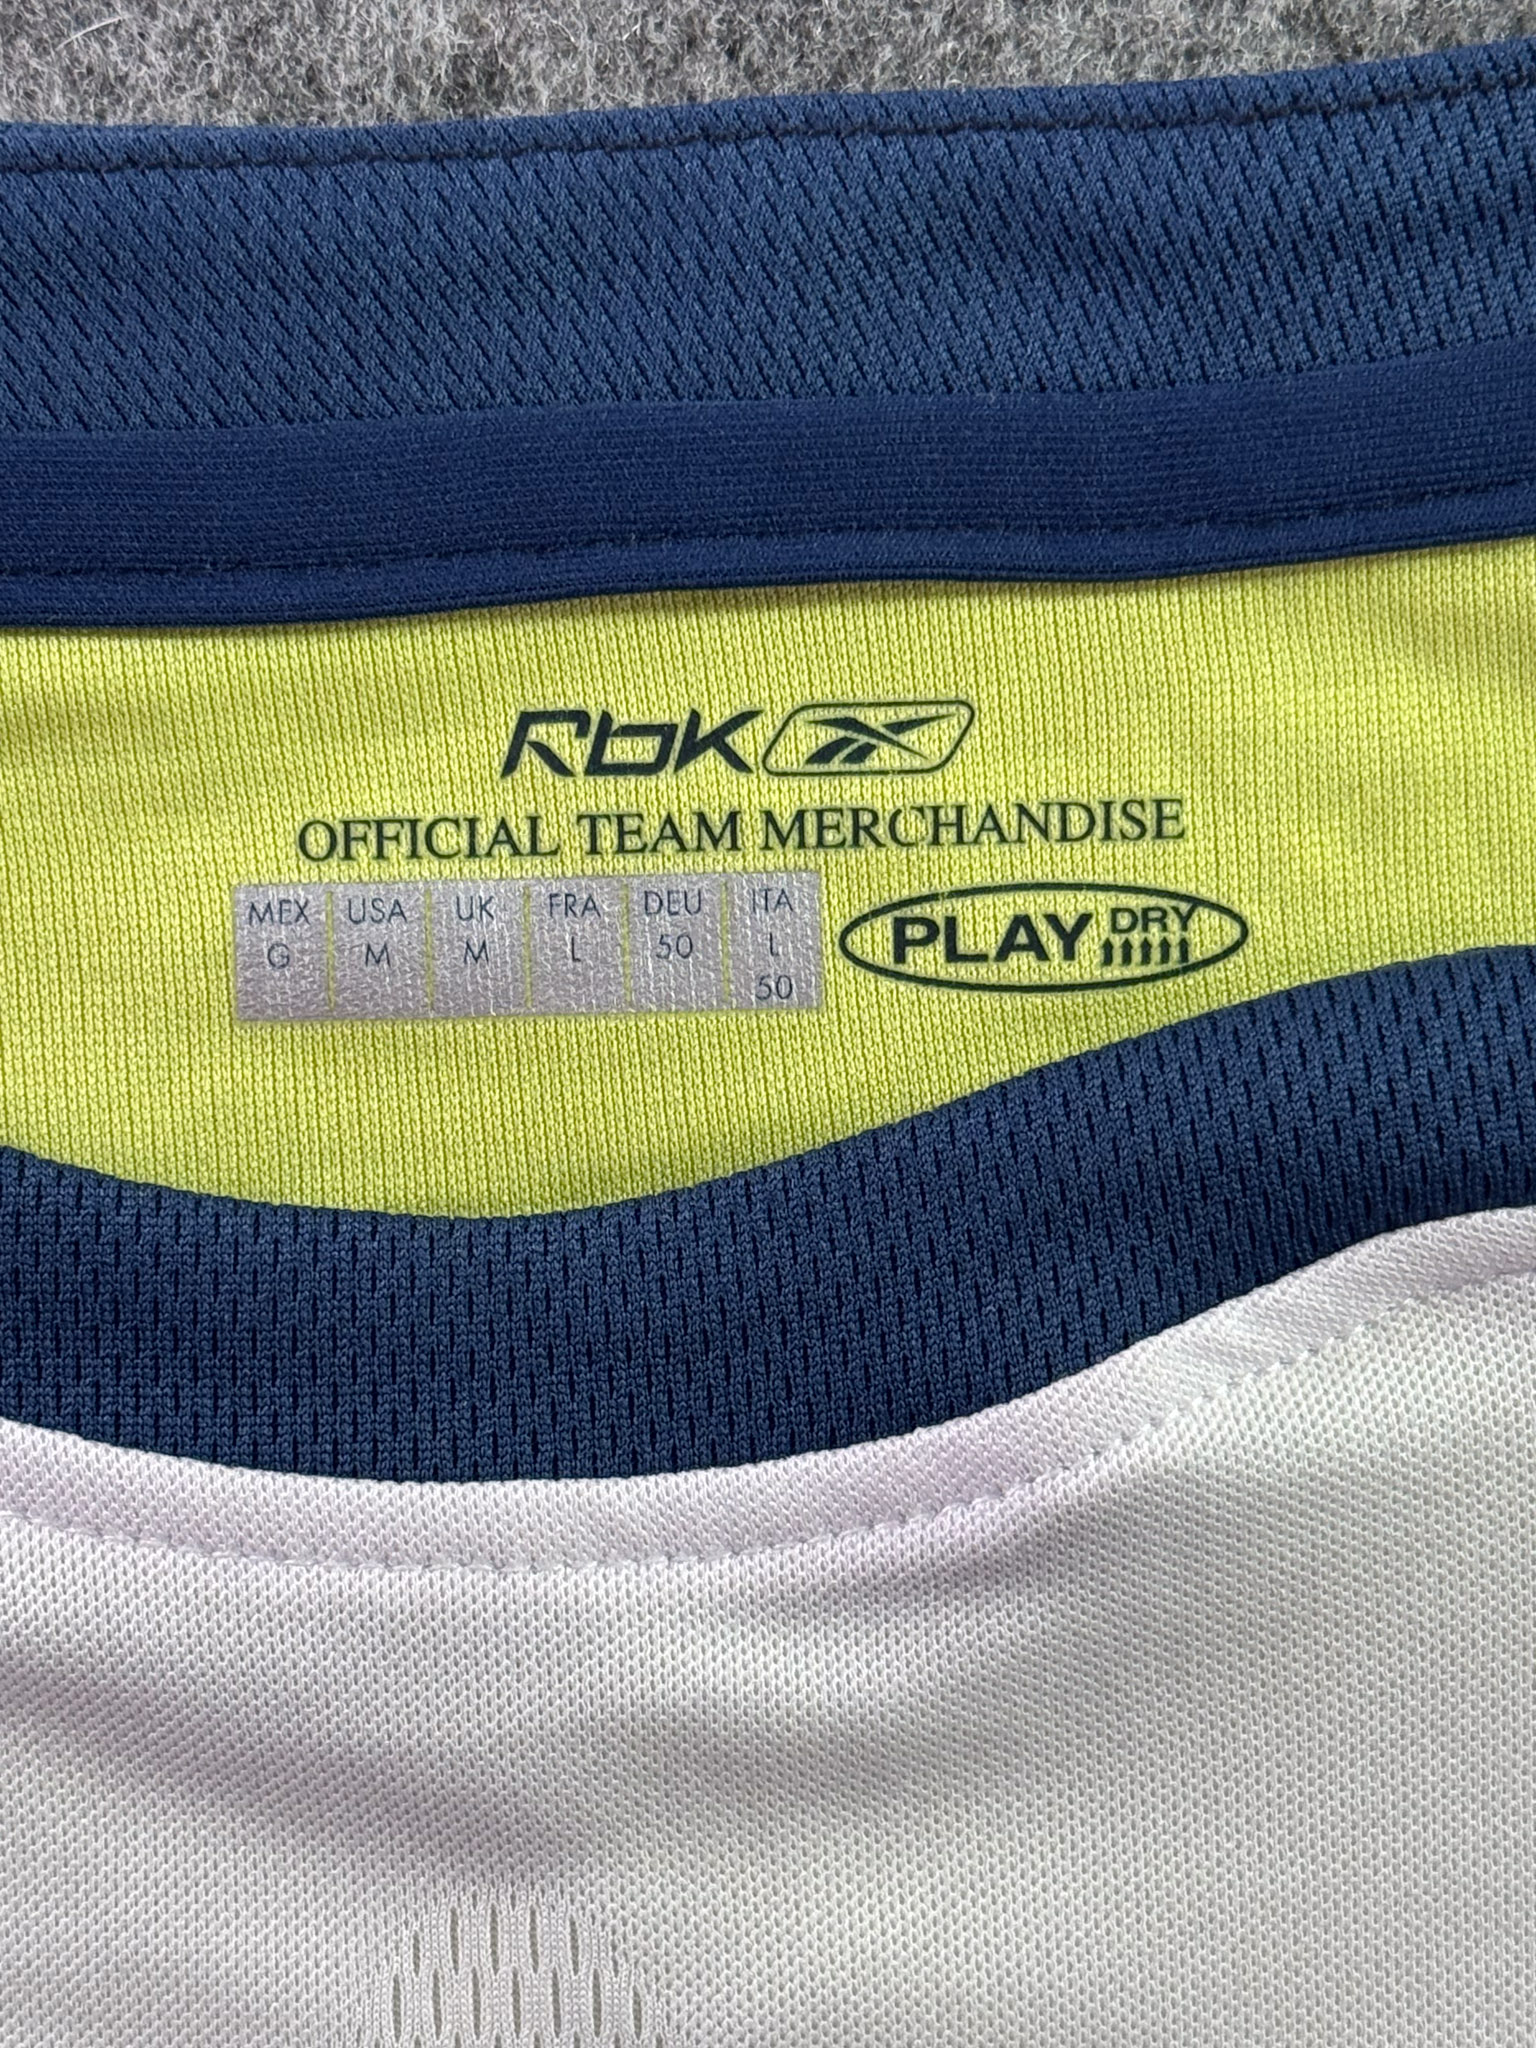 Rbk
OFFICIAL TEAM MERCHANDISE
MEX USA UK FRA DEU ITA
G M M L 50 L
50
PLAY DRY